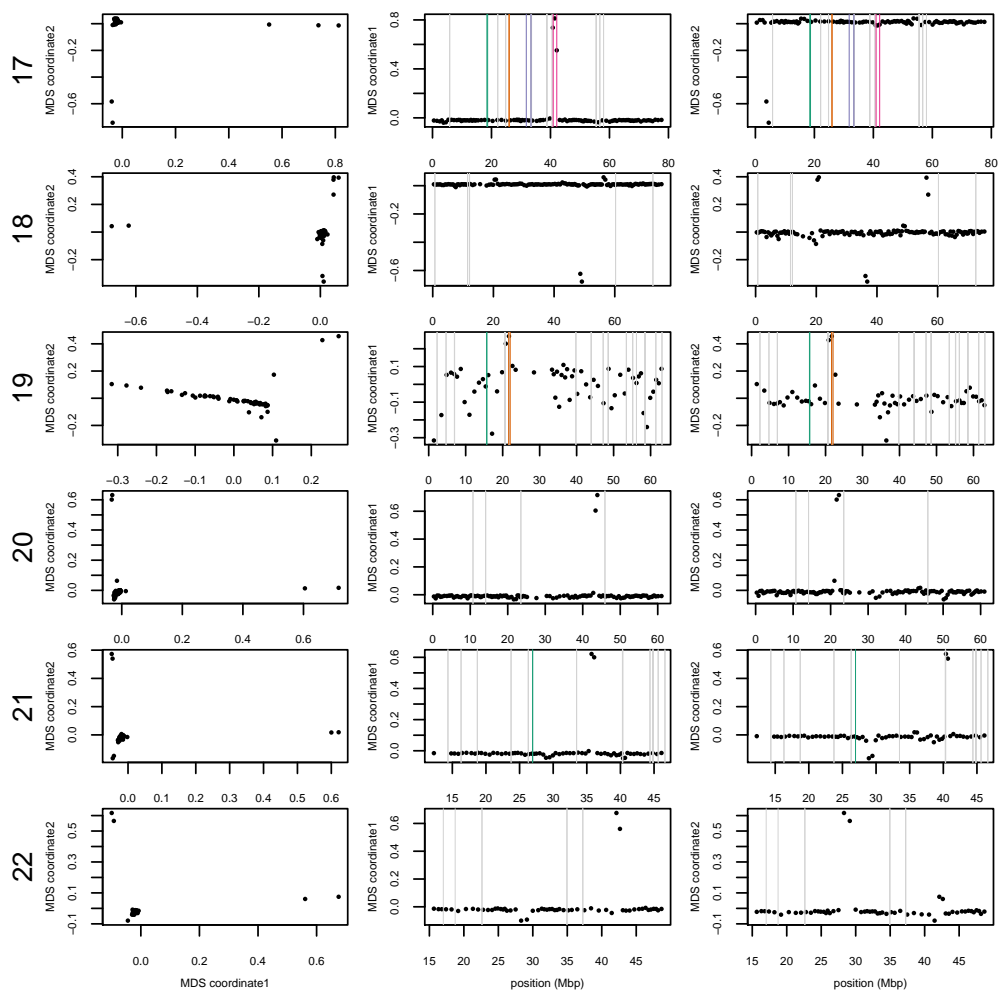 17
MDS coordinate2
−0.6 −0.2
0.0 0.2 0.4 0.6 0.8
MDS coordinate1
0.0 0.4 0.8
0 20 40 60 80
MDS coordinate2
−0.6 −0.2
0 20 40 60 80
18
MDS coordinate2
−0.2 0.2 0.4
−0.6 −0.4 −0.2 0.0
MDS coordinate1
−0.6 −0.2
0 20 40 60
MDS coordinate2
−0.2 0.2 0.4
0 20 40 60
19
MDS coordinate2
−0.2 0.2 0.4
−0.3 −0.2 −0.1 0.0 0.1 0.2
MDS coordinate1
−0.3 −0.1 0.1
0 10 20 30 40 50 60
MDS coordinate2
−0.2 0.2 0.4
0 10 20 30 40 50 60
20
MDS coordinate2
0.0 0.2 0.4 0.6
0.0 0.2 0.4 0.6
MDS coordinate1
0.0 0.2 0.4 0.6
0 10 20 30 40 50 60
MDS coordinate2
0.0 0.2 0.4 0.6
0 10 20 30 40 50 60
21
MDS coordinate2
0.0 0.2 0.4 0.6
0.0 0.1 0.2 0.3 0.4 0.5 0.6
MDS coordinate1
0.0 0.2 0.4 0.6
15 20 25 30 35 40 45
MDS coordinate2
0.0 0.2 0.4 0.6
15 20 25 30 35 40 45
22
MDS coordinate2
−0.1 0.1 0.3 0.5
0.0 0.2 0.4 0.6
MDS coordinate1
MDS coordinate1
0.0 0.2 0.4 0.6
15 20 25 30 35 40 45
position (Mbp)
MDS coordinate2
−0.1 0.1 0.3 0.5
15 20 25 30 35 40 45
position (Mbp)